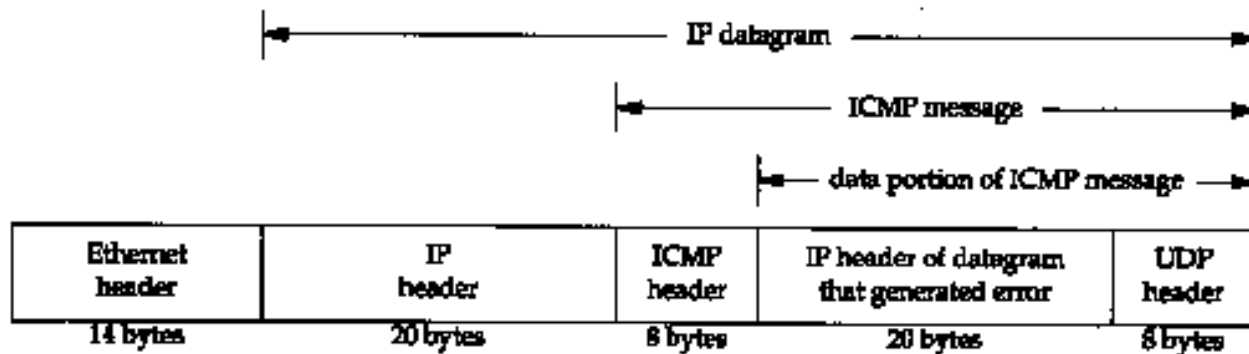 IP datagram
ICMP message
data portion of ICMP message
Ethernet header
IP header
ICMP header
IP header of datagram that generated error
UDP header
14 bytes
20 bytes
8 bytes
20 bytes
8 bytes